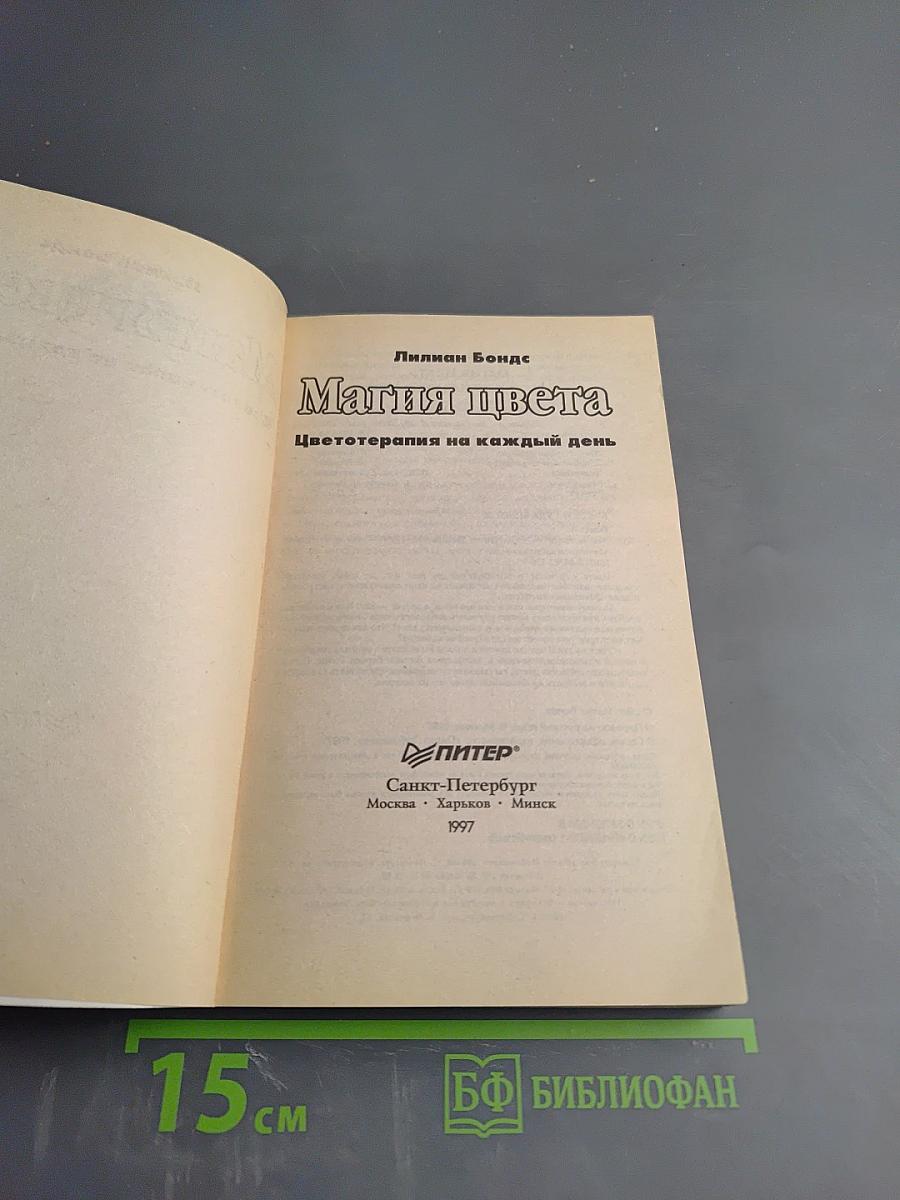 Лилиан Бондс
Магия цвета
Цветотерапия на каждый день
ПИТЕР®
Санкт-Петербург
Москва · Харьков · Минск
1997
15 см
БФ БИБЛИОФАН